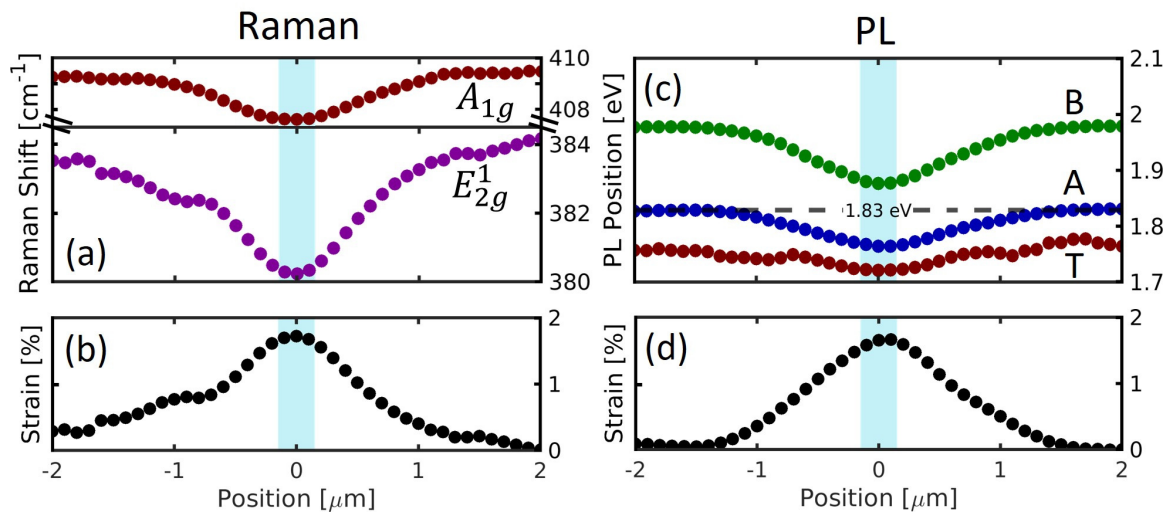 Raman
PL
Raman Shift [cm⁻¹]
410
408
384
382
380
A₁g
E¹₂g
(a)
Strain [%]
2
1
0
(b)
-2 -1 0 1 2
Position [μm]
PL Position [eV]
2.1
2
1.9
1.8
1.7
(c)
B
A
1.83 eV
T
Strain [%]
2
1
0
(d)
-2 -1 0 1 2
Position [μm]